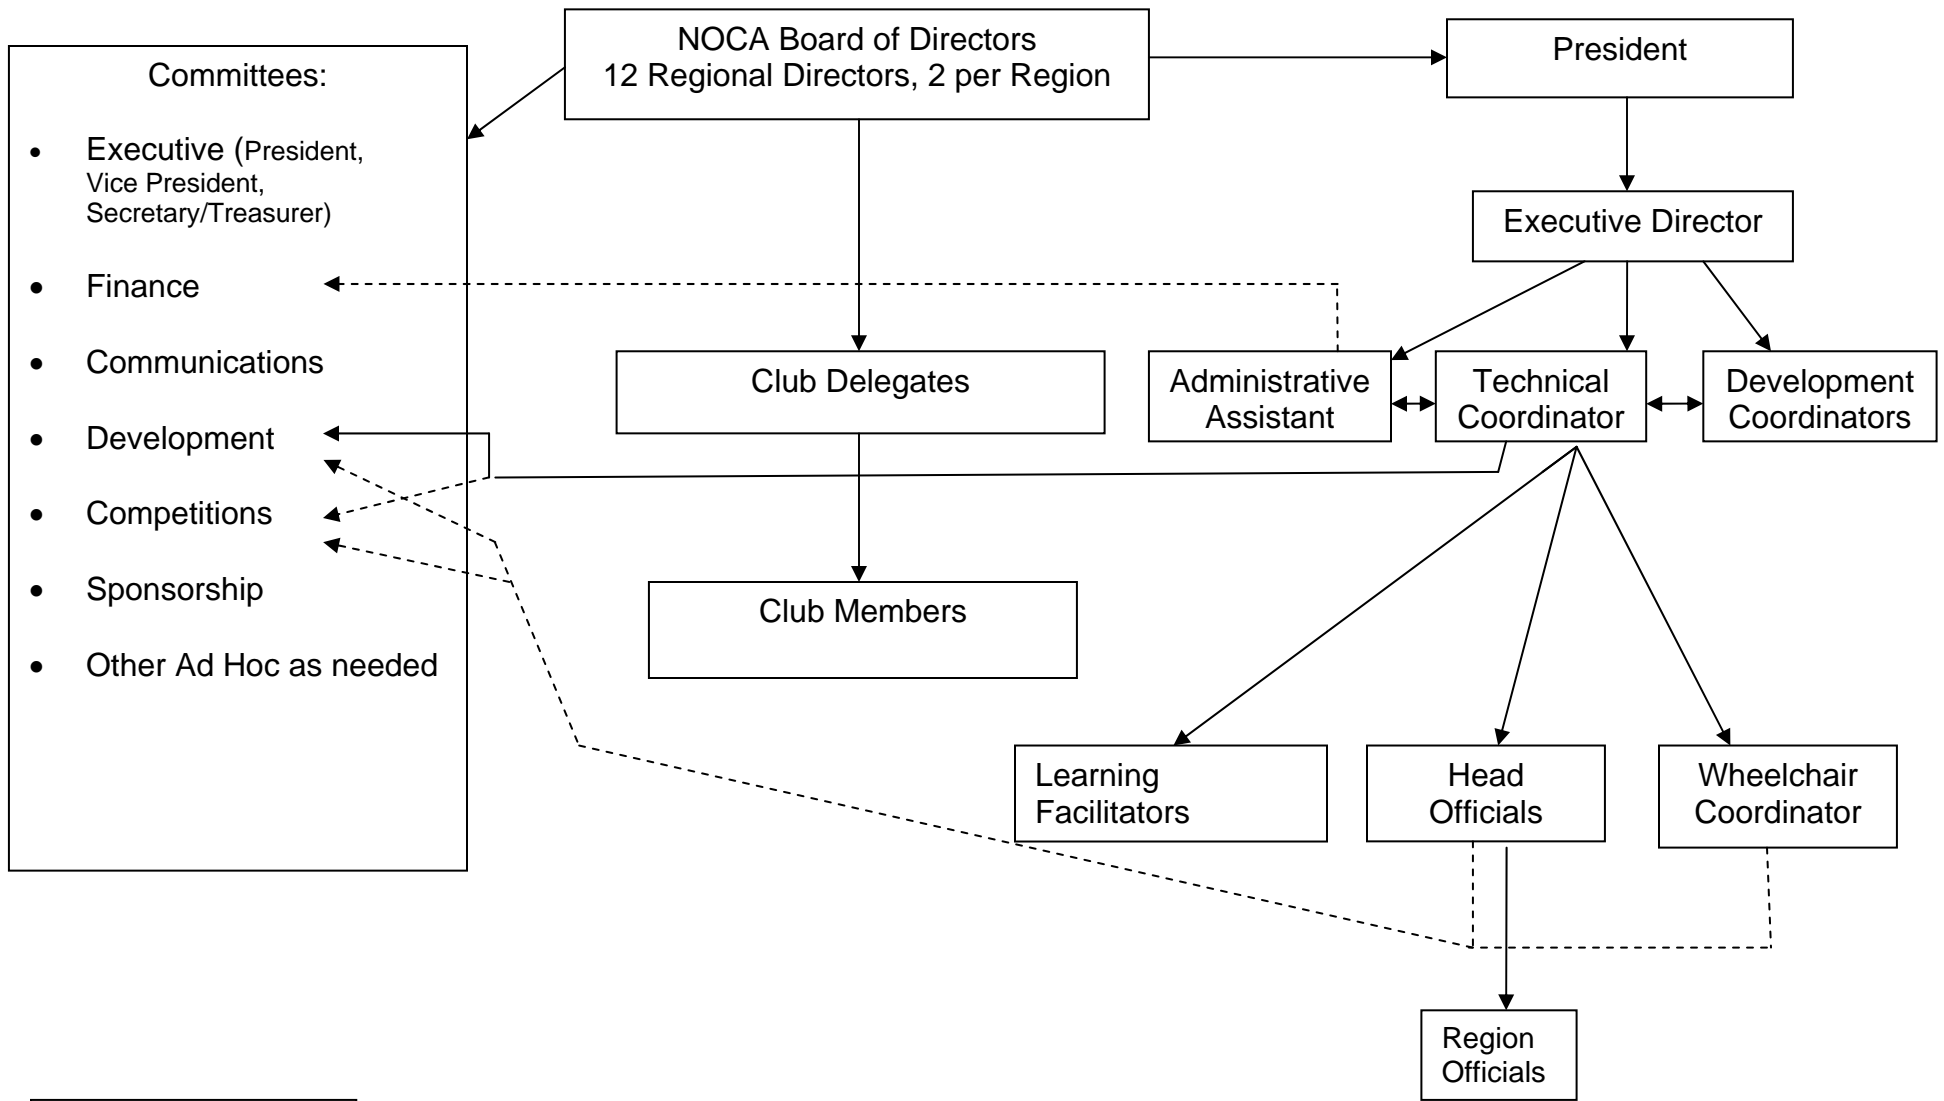 NOCA Board of Directors
12 Regional Directors, 2 per Region
President
Committees:
• Executive (President,
Vice President,
Secretary/Treasurer)
• Finance
• Communications
• Development
• Competitions
• Sponsorship
• Other Ad Hoc as needed
Executive Director
Club Delegates
Administrative
Assistant
Technical
Coordinator
Development
Coordinators
Club Members
Learning
Facilitators
Head
Officials
Wheelchair
Coordinator
Region
Officials